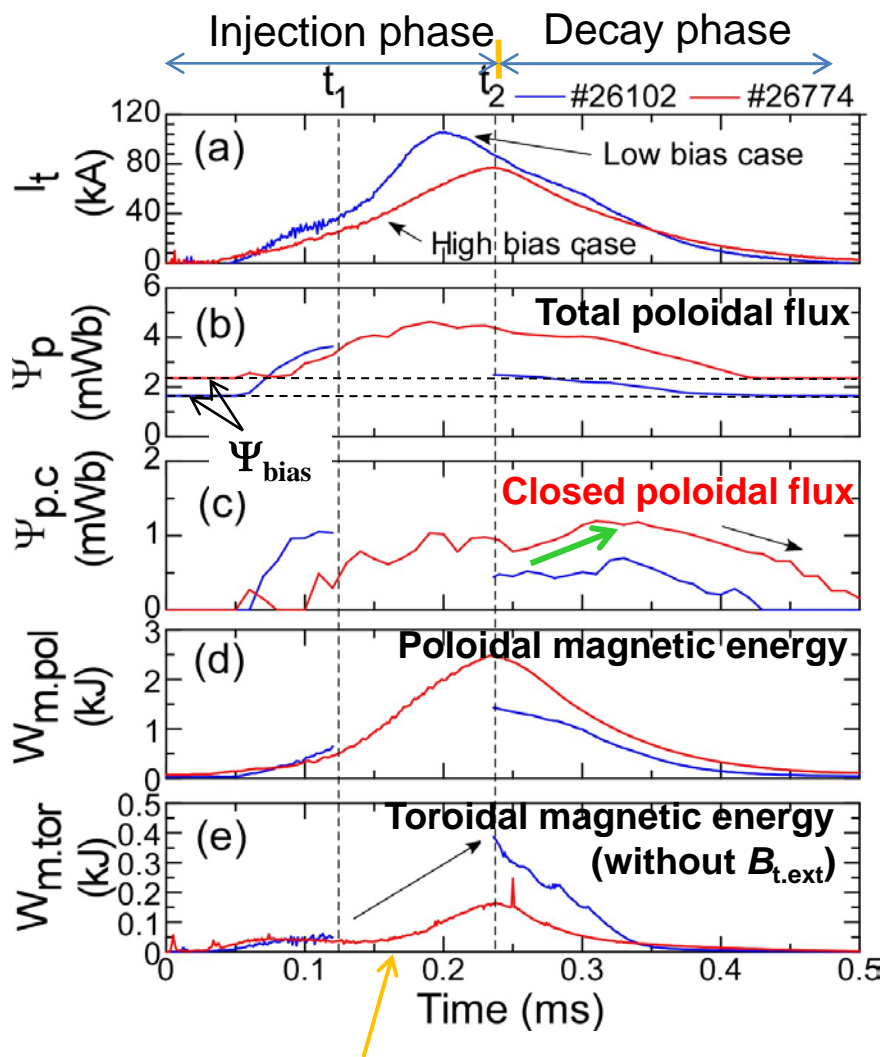 Injection phase Decay phase
t1 t2 #26102 #26774
(a)
It
(kA)
120
80
40
0
Low bias case
High bias case
(b)
Total poloidal flux
Ψp
(mWb)
6
4
2
0
Ψbias
(c)
Closed poloidal flux
Ψp.c
(mWb)
2
1
0
(d)
Poloidal magnetic energy
Wm.pol
(kJ)
3
2
1
0
(e)
Toroidal magnetic energy
(without Bt.ext)
Wm.tor
(kJ)
0.5
0.4
0.3
0.2
0.1
0
0 0.1 0.2 0.3 0.4 0.5
Time (ms)